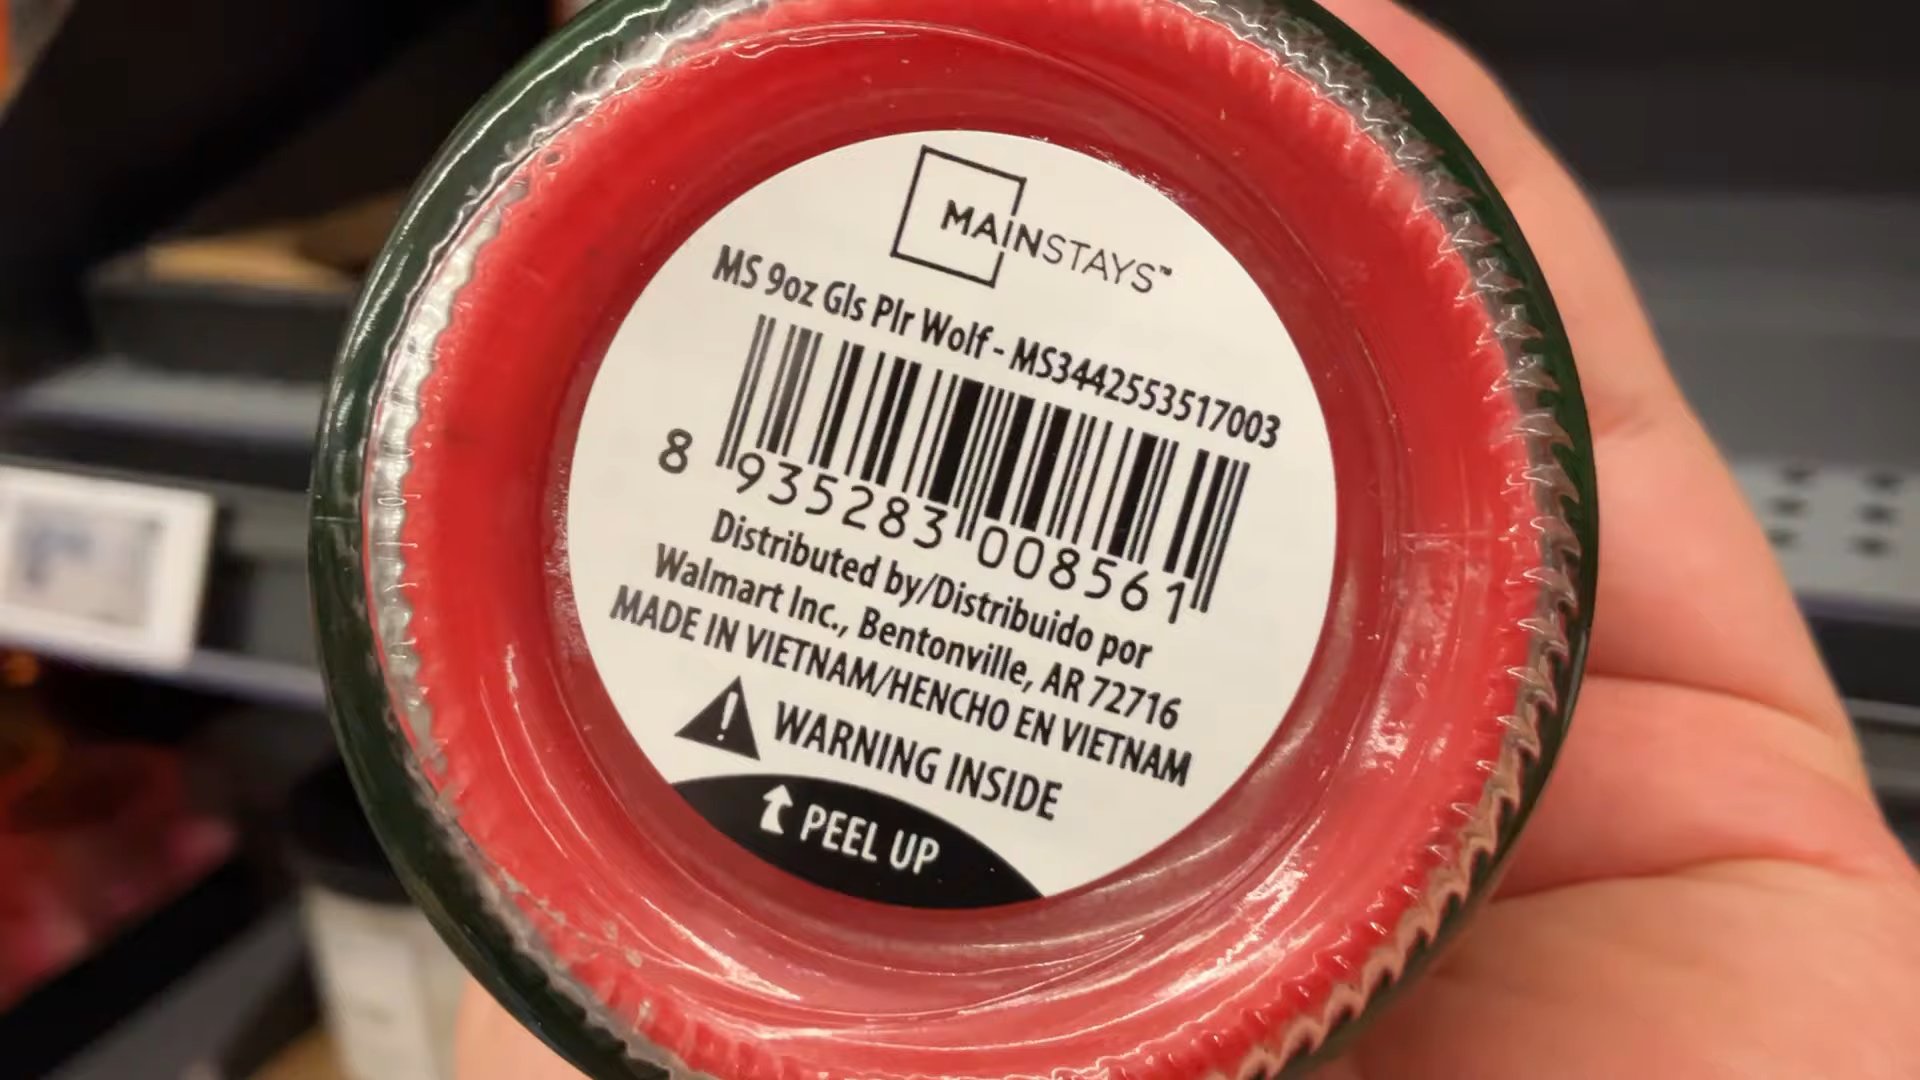 MAINSTAYS™
MS 9oz Gls Plr Wolf - MS3442553517003
8 935283 008561
Distributed by/Distribuido por
Walmart Inc., Bentonville, AR 72716
MADE IN VIETNAM/HENCHO EN VIETNAM
WARNING INSIDE
PEEL UP